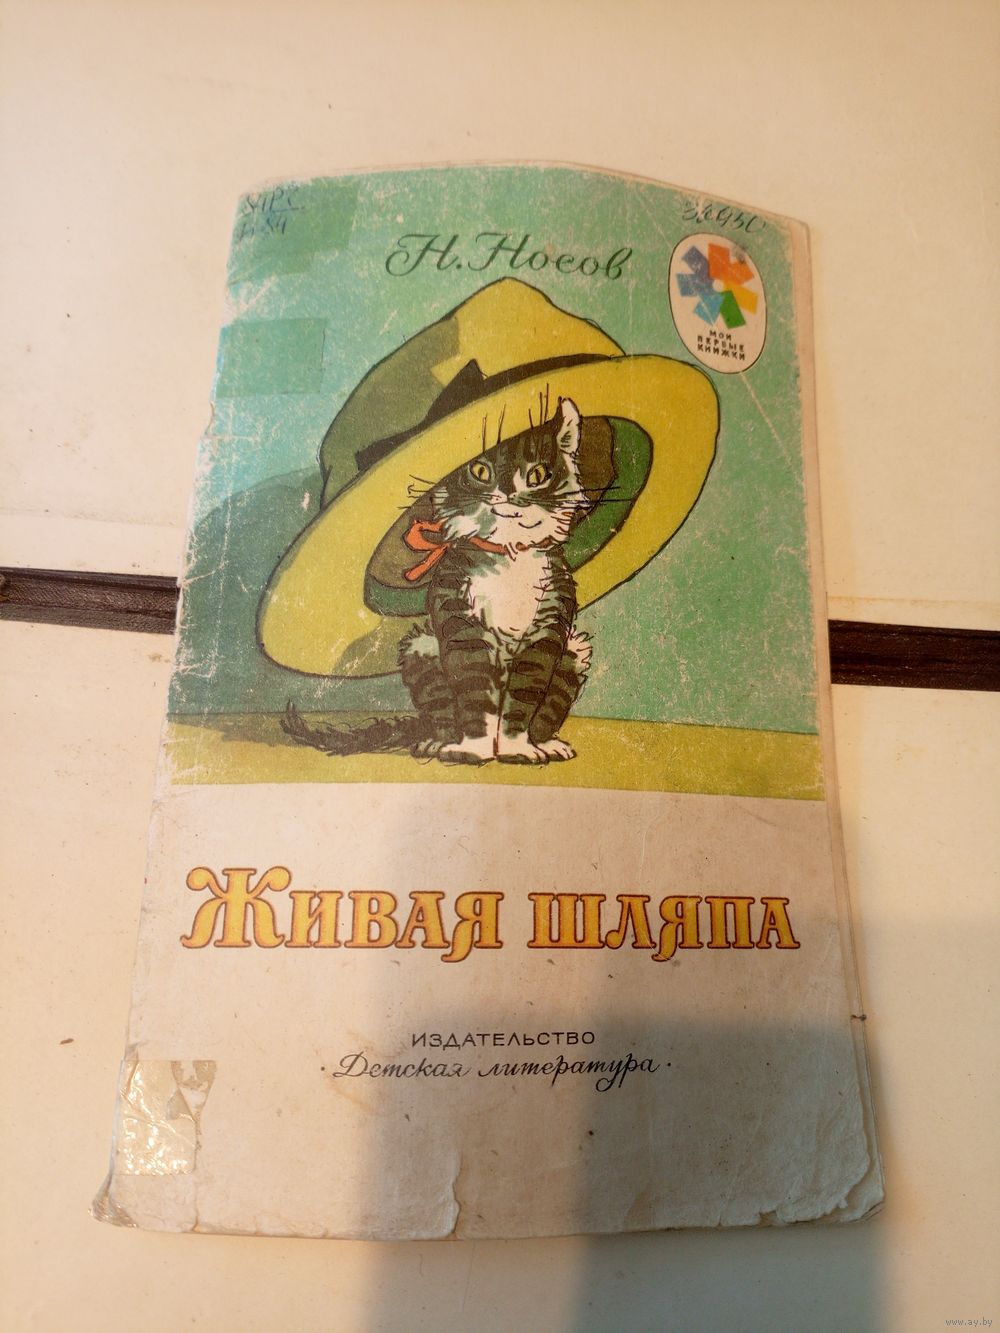 Н. Носов
МОИ
ПЕРВЫЕ
КНИЖКИ
ЖИВАЯ ШЛЯПА
ИЗДАТЕЛЬСТВО
·Детская литература·
www.ay.by